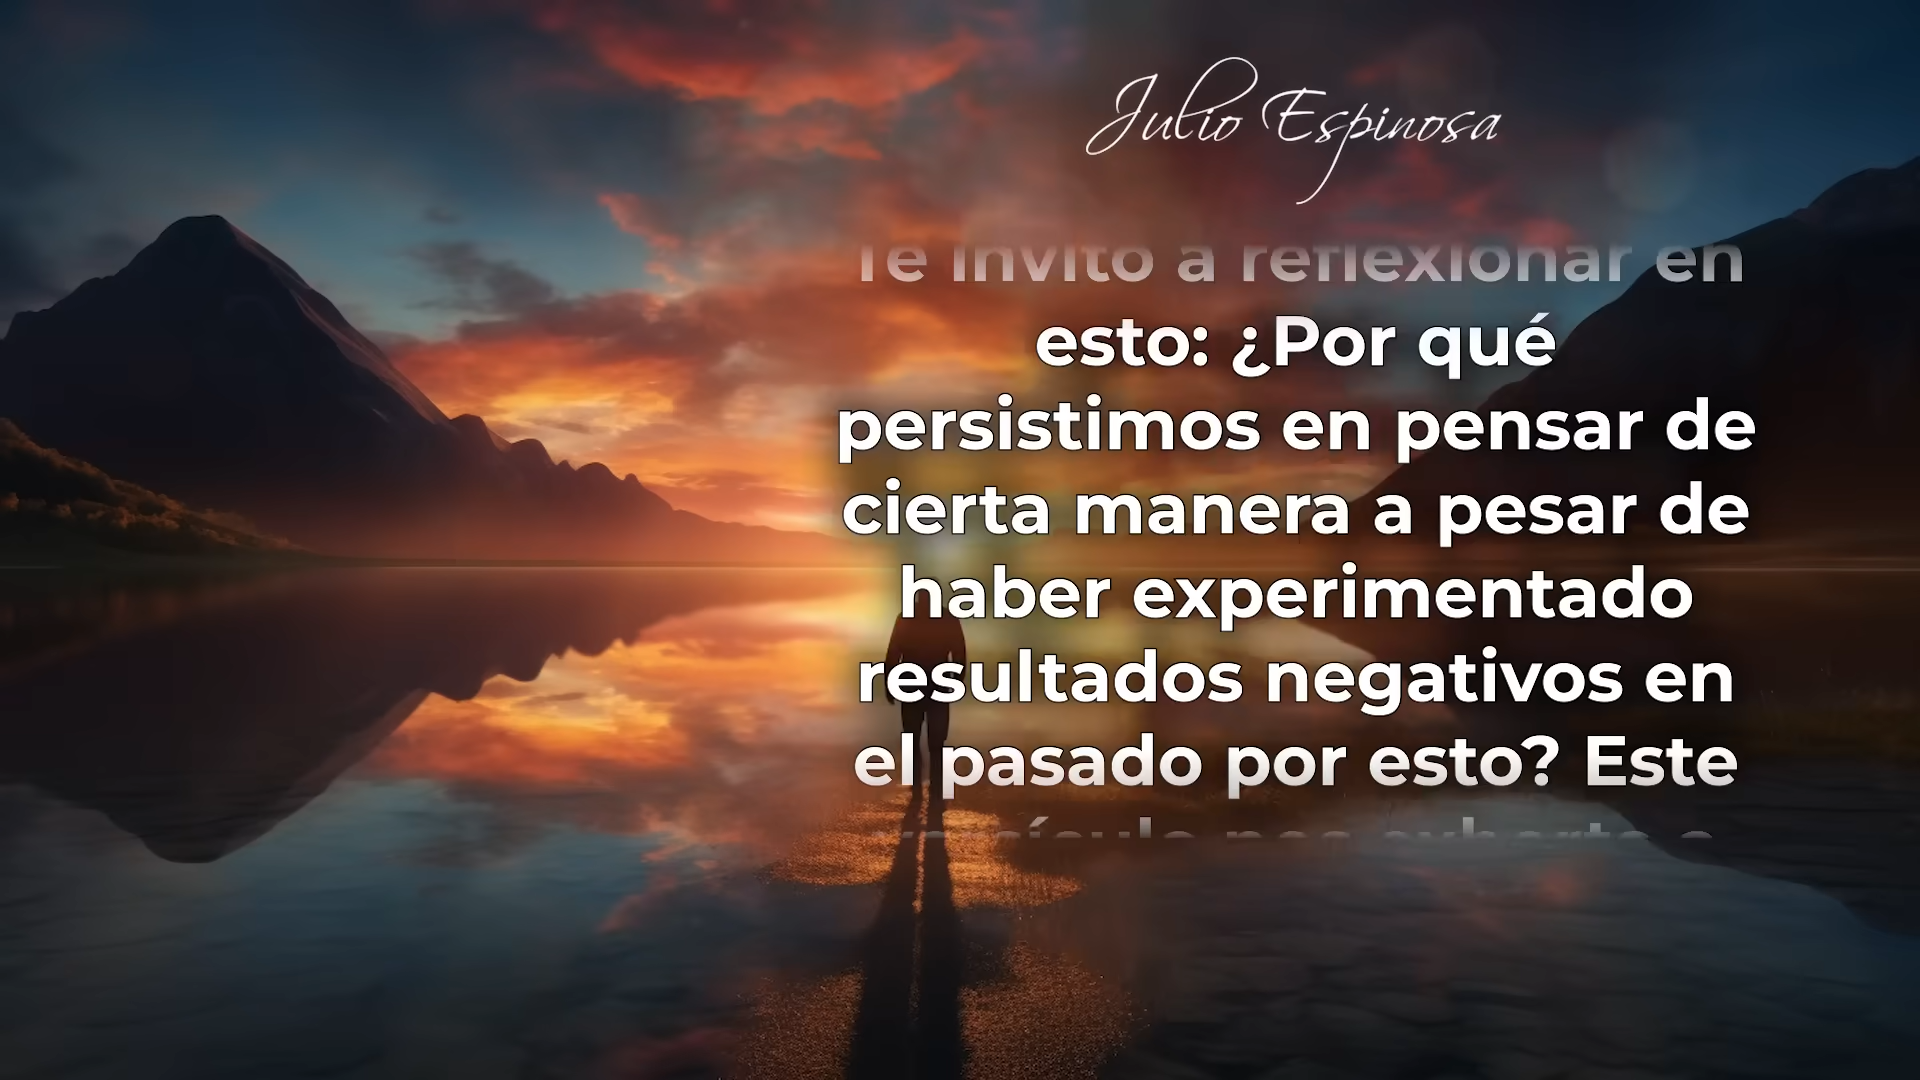 Julio Espinosa
Te invito a reflexionar en
esto: ¿Por qué
persistimos en pensar de
cierta manera a pesar de
haber experimentado
resultados negativos en
el pasado por esto? Este